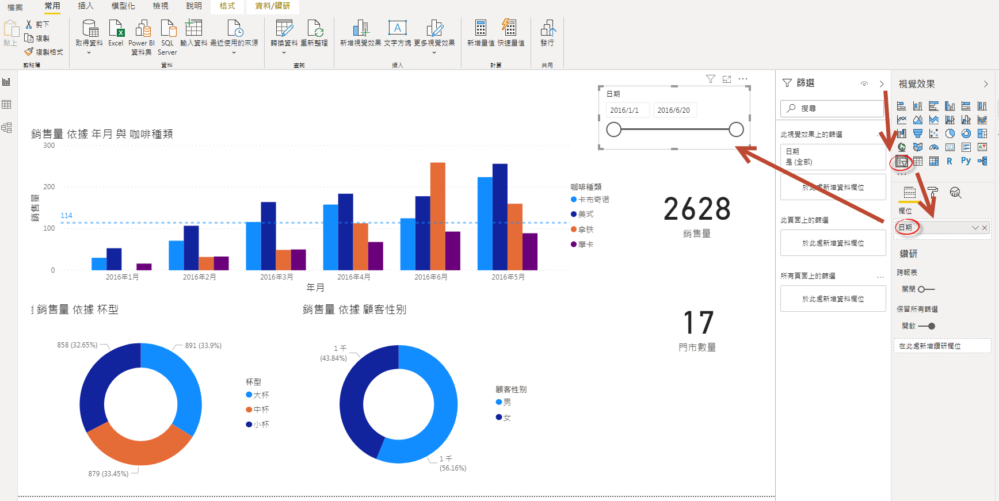 檔案
常用
插入
模型化
檢視
說明
格式
資料/鑽研
貼上
剪下
複製
複製格式
剪貼簿
取得資料
Excel
Power BI
資料集
SQL
Server
輸入資料
最近使用的來源
資料
轉換資料
重新整理
查詢
新增視覺效果
文字方塊
更多視覺效果
插入
新增量值
快速量值
計算
發行
共用
日期
2016/1/1
2016/6/20
銷售量 依據 年月 與 咖啡種類
300
200
114
100
0
銷售量
2016年1月
2016年2月
2016年3月
2016年4月
2016年6月
2016年5月
年月
咖啡種類
卡布奇诺
美式
拿铁
摩卡
2628
銷售量
17
門市數量
銷售量 依據 杯型
858 (32.65%)
891 (33.9%)
879 (33.45%)
杯型
大杯
中杯
小杯
銷售量 依據 顧客性別
1 千
(43.84%)
1 千
(56.16%)
顧客性別
男
女
篩選
搜尋
此視覺效果上的篩選
日期
是 (全部)
於此處新增資料欄位
此頁面上的篩選
於此處新增資料欄位
所有頁面上的篩選
於此處新增資料欄位
視覺效果
123
R
Py
欄位
日期
鑽研
跨報表
關閉
保留所有篩選
開啟
在此處新增鑽研欄位